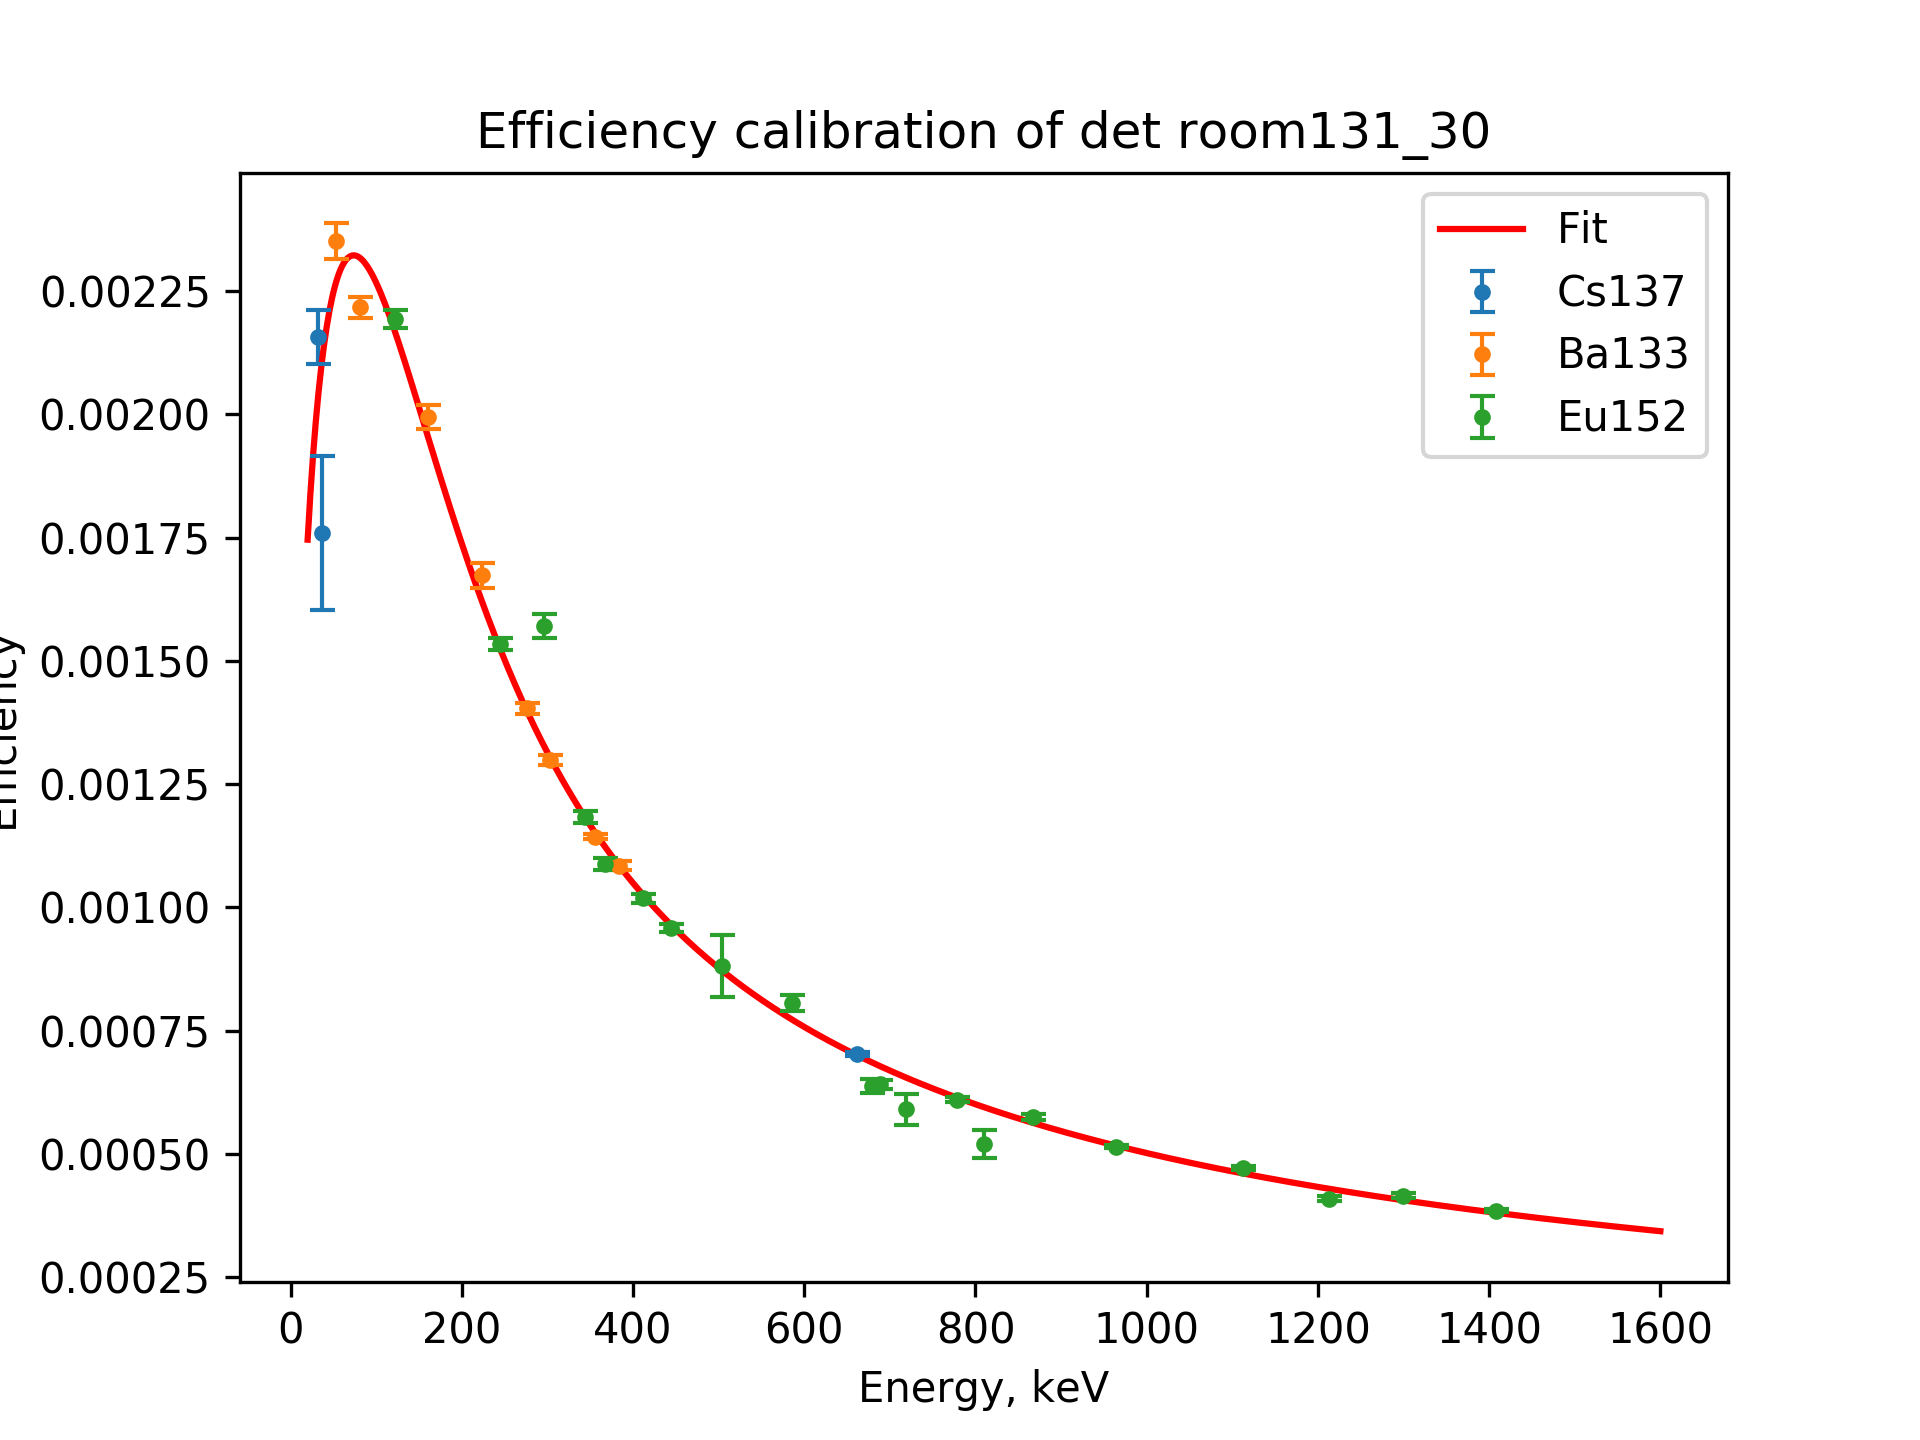 Efficiency calibration of det room131_30
Fit
Cs137
Ba133
Eu152
0.00225
0.00200
0.00175
0.00150
0.00125
0.00100
0.00075
0.00050
0.00025
Efficiency
0 200 400 600 800 1000 1200 1400 1600
Energy, keV